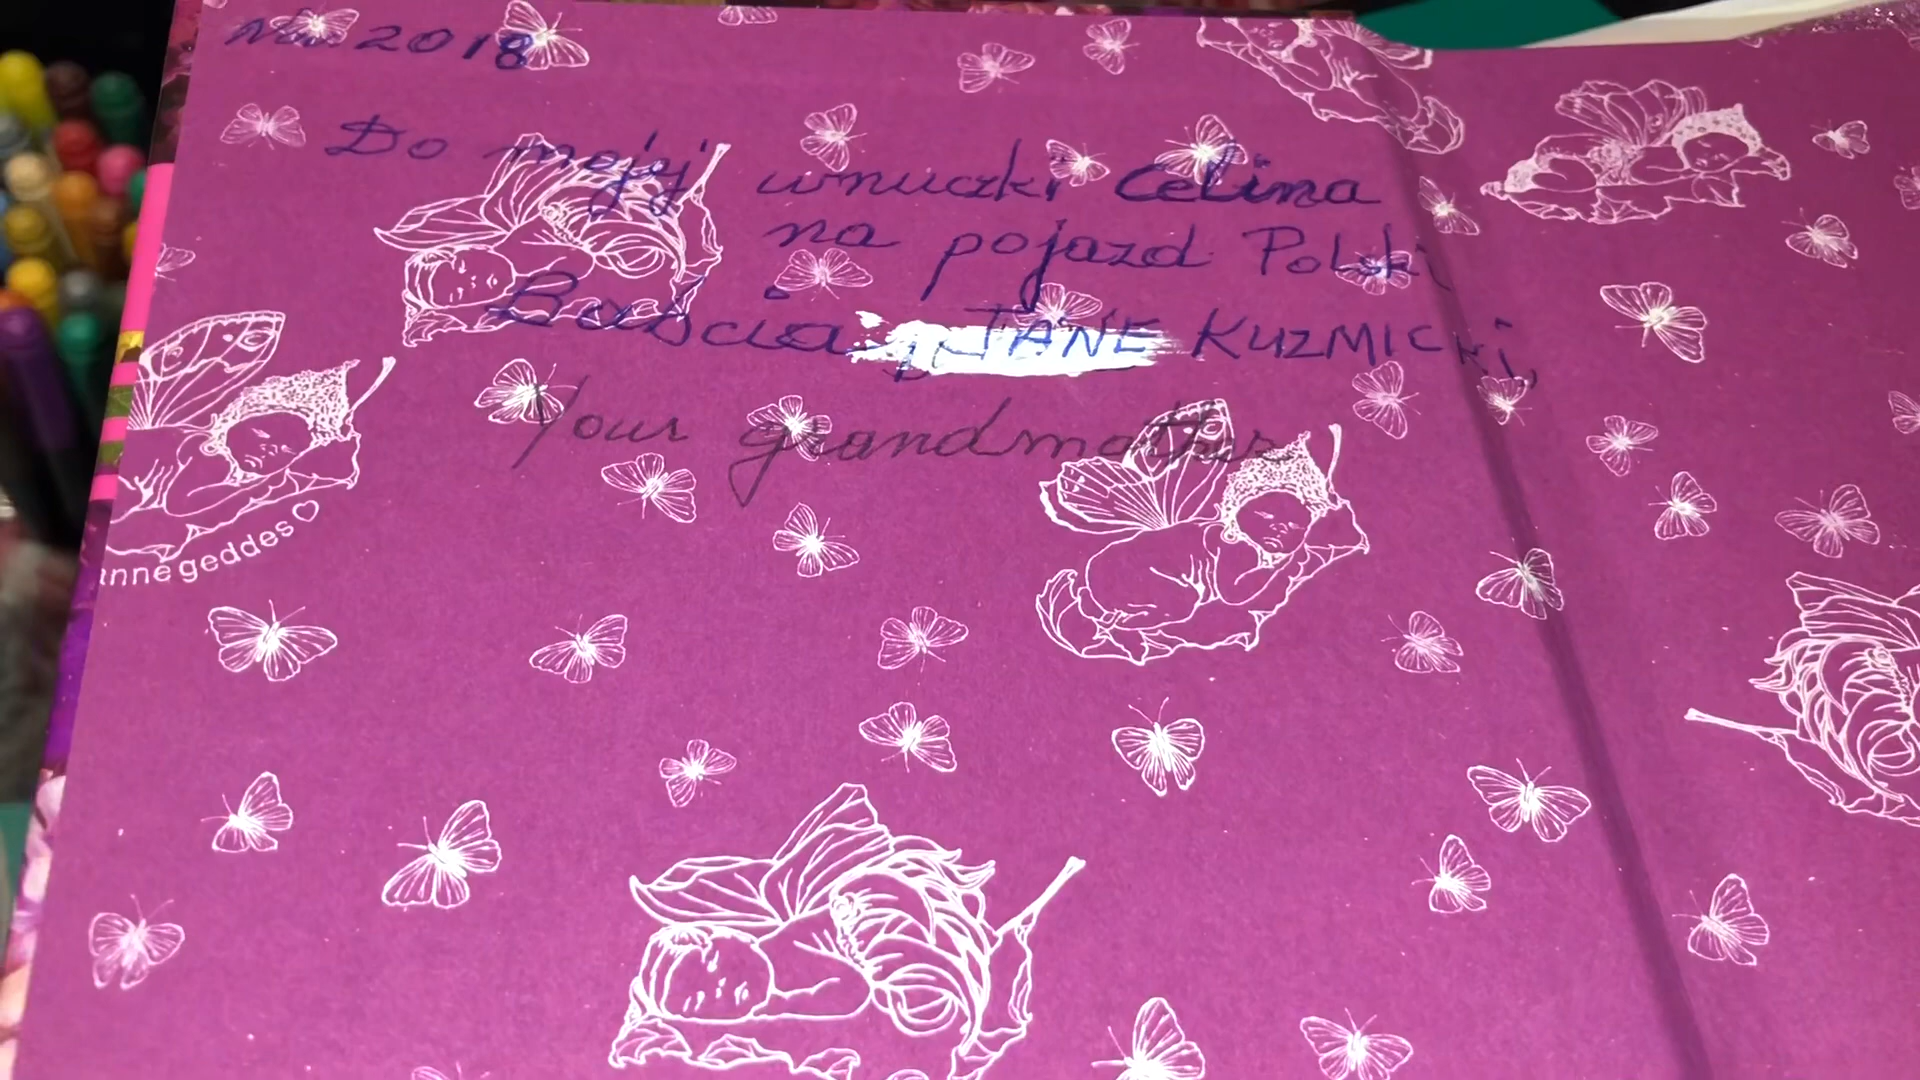 2018
Do mojej wnuczki Celina
na pojazd Polski
Babcia JANE KUZMICKI,
Your grandmother
anne geddes